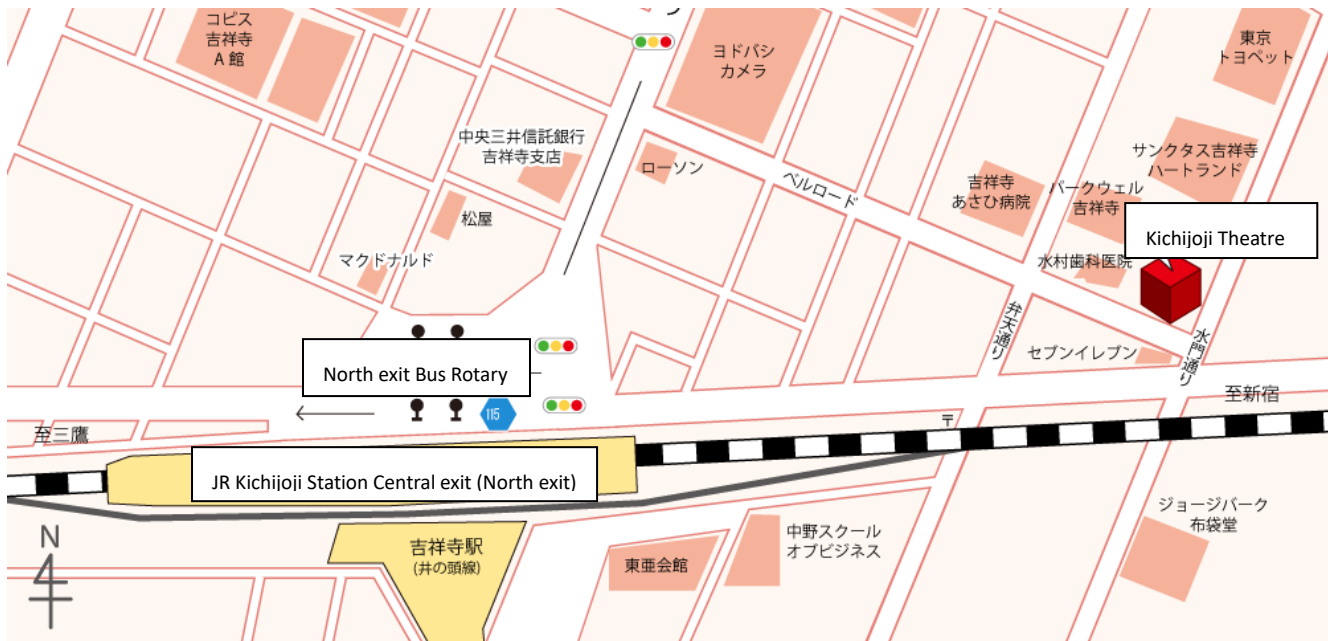 コピス
吉祥寺
A館
ヨドバシ
カメラ
東京
トヨペット
中央三井信託銀行
吉祥寺支店
ローソン
ベルロード
吉祥寺
あさひ病院
パークウェル
吉祥寺
サンクタス吉祥寺
ハートランド
松屋
マクドナルド
Kichijoji Theatre
水村歯科医院
弁天通り
セブンイレブン
水門通り
North exit Bus Rotary
115
至三鷹
至新宿
〒
JR Kichijoji Station Central exit (North exit)
N
吉祥寺駅
(井の頭線)
東亜会館
中野スクール
オブビジネス
ジョージパーク
布袋堂